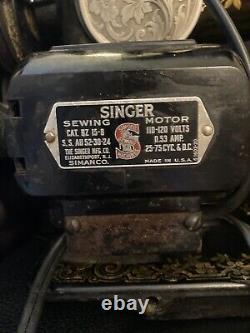 SINGER
SEWING MOTOR
CAT. BZ 15-8 110-120 VOLTS
S.S. AU 52-30-24 0.53 AMP.
THE SINGER MFG. CO. 25-75 CYC. & D.C.
ELIZABETHPORT, N.J.
SIMANCO. MADE IN U.S.A.
S